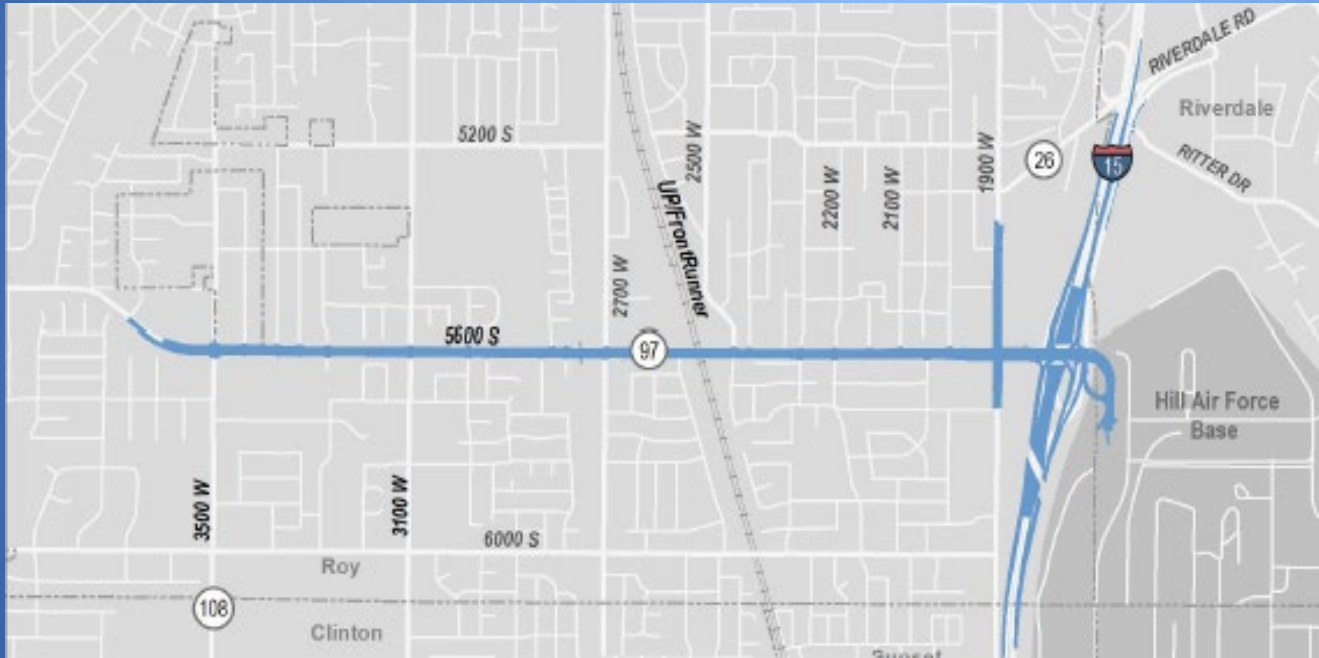 RIVERDALE RD
Riverdale
5200 S
2500 W
1900 W
26
15
RITTER DR
2200 W
2100 W
UP/FrontRunner
2700 W
5600 S
97
Hill Air Force
Base
3500 W
3100 W
6000 S
Roy
108
Clinton